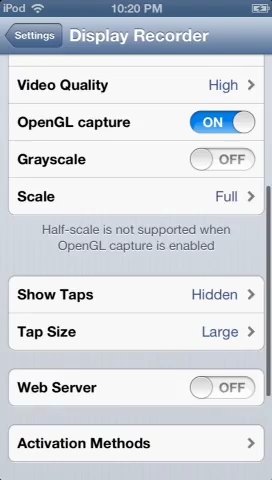 iPod 10:20 PM
Settings Display Recorder
Video Quality High
OpenGL capture ON
Grayscale OFF
Scale Full
Half-scale is not supported when
OpenGL capture is enabled
Show Taps Hidden
Tap Size Large
Web Server OFF
Activation Methods